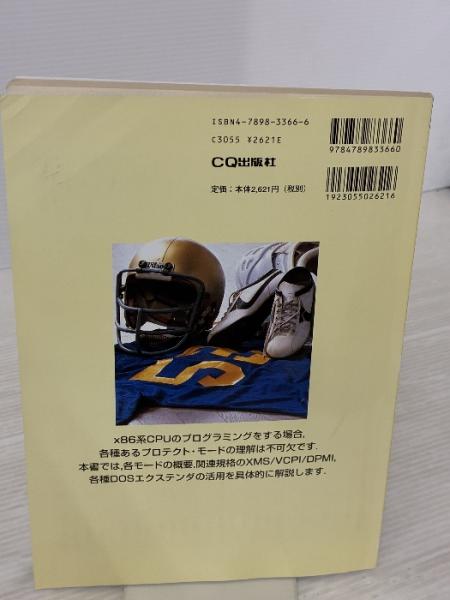 ISBN4-7898-3366-6
C3055 ¥2621E
CQ出版社
定価：本体2,621円（税別）
9784789833660
1923055026216
Wilson
x86系CPUのプログラミングをする場合,
各種あるプロテクト・モードの理解は不可欠です.
本書では,各モードの概要,関連規格のXMS/VCPI/DPMI,
各種DOSエクステンダの活用を具体的に解説します.